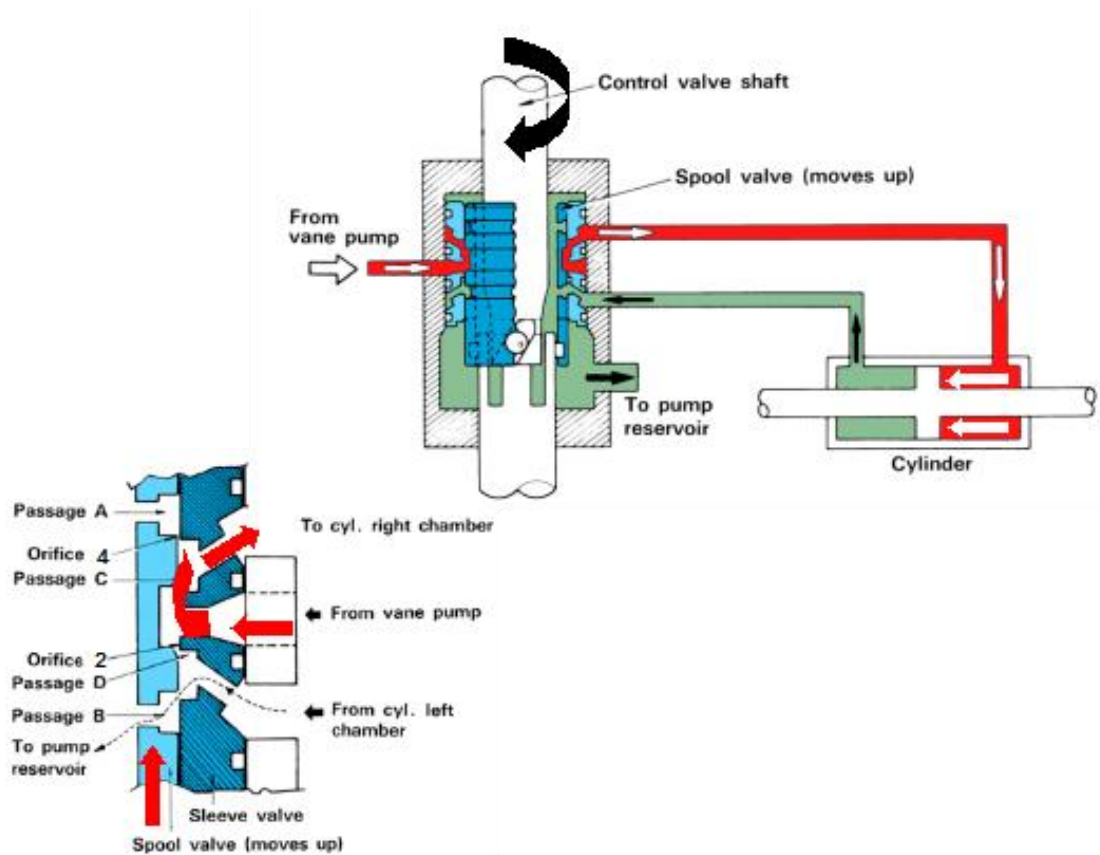 Control valve shaft
Spool valve (moves up)
From
vane pump
To pump
reservoir
Cylinder
Passage A
To cyl. right chamber
Orifice 4
Passage C
From vane pump
Orifice 2
Passage D
Passage B
From cyl. left
chamber
To pump
reservoir
Sleeve valve
Spool valve (moves up)